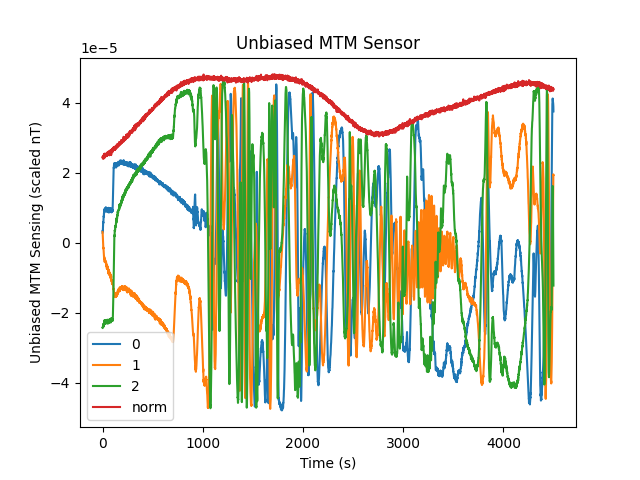 Unbiased MTM Sensor
1e−5
Unbiased MTM Sensing (scaled nT)
4
2
0
−2
−4
0
1
2
norm
0 1000 2000 3000 4000
Time (s)